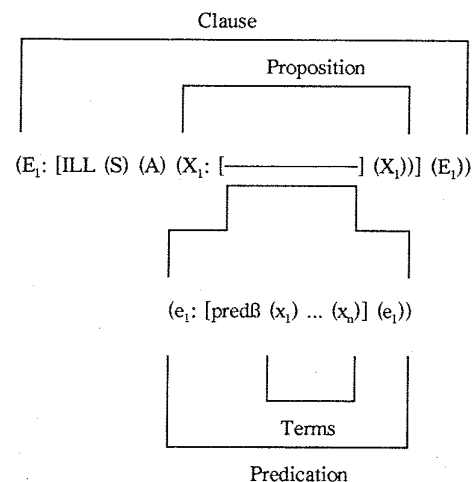 Clause
Proposition
(E₁: [ILL (S) (A) (X₁: [————] (X₁))] (E₁))
(e₁: [predß (x₁) ... (xₙ)] (e₁))
Terms
Predication